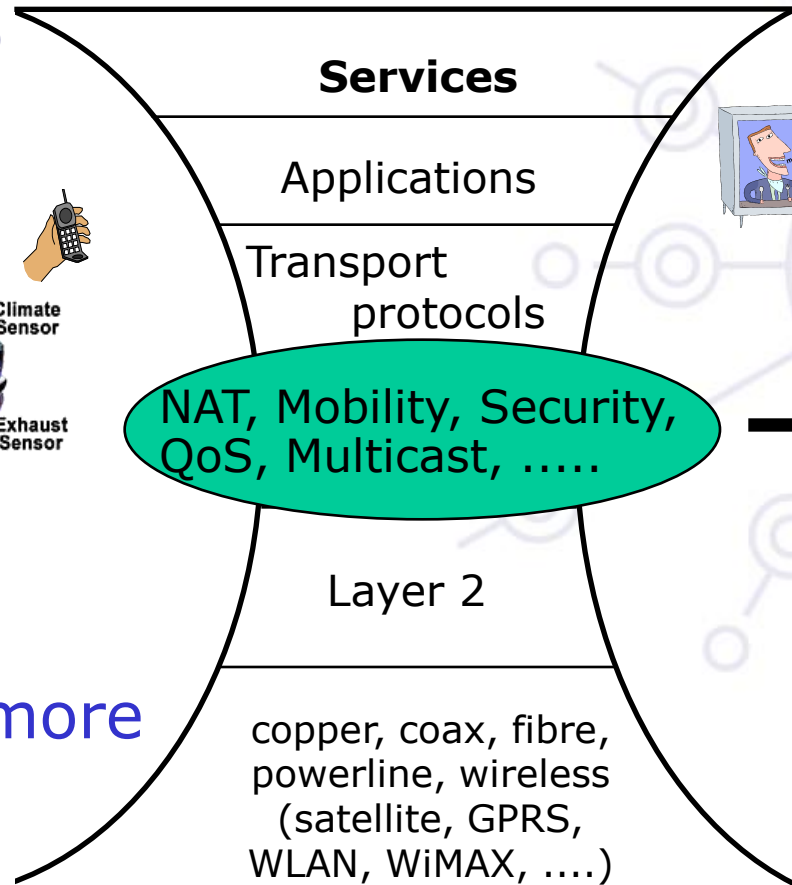 Services
Applications
Transport
protocols
Climate
Sensor
Exhaust
Sensor
NAT, Mobility, Security,
QoS, Multicast, .....
Layer 2
more
copper, coax, fibre,
powerline, wireless
(satellite, GPRS,
WLAN, WiMAX, ....)